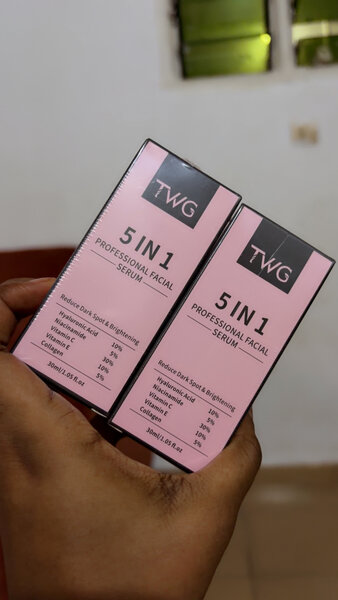 TWG
5 IN 1
PROFESSIONAL FACIAL
SERUM
Reduce Dark Spot & Brightening
Hyaluronic Acid 10%
Niacinamide 5%
Vitamin C 30%
Vitamin E 10%
Collagen 5%
30ml/1.05 fl.oz
TWG
5 IN 1
PROFESSIONAL FACIAL
SERUM
Reduce Dark Spot & Brightening
Hyaluronic Acid 10%
Niacinamide 5%
Vitamin C 30%
Vitamin E 10%
Collagen 5%
30ml/1.05 fl.oz